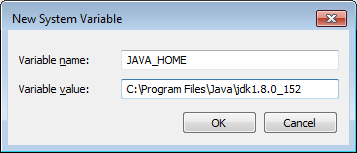 New System Variable
Variable name: JAVA_HOME
Variable value: C:\Program Files\Java\jdk1.8.0_152
OK Cancel